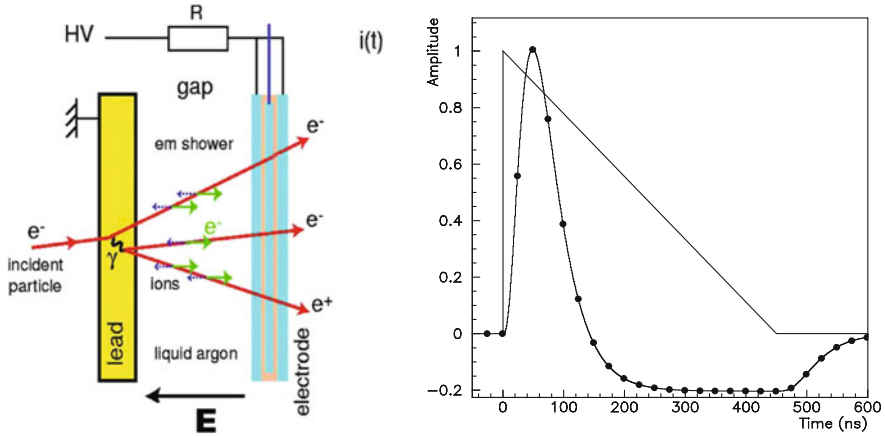 R
HV
i(t)
gap
em shower
e-
e-
e-
e-
incident
particle
γ
ions
e+
lead
liquid argon
electrode
E
Amplitude
1
0.8
0.6
0.4
0.2
0
-0.2
0 100 200 300 400 500 600
Time (ns)